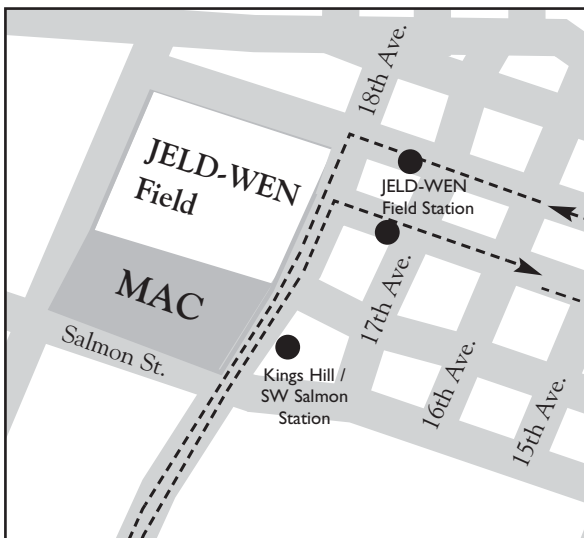 18th Ave.
JELD-WEN
Field
JELD-WEN
Field Station
MAC
17th Ave.
Salmon St.
Kings Hill /
SW Salmon
Station
16th Ave.
15th Ave.